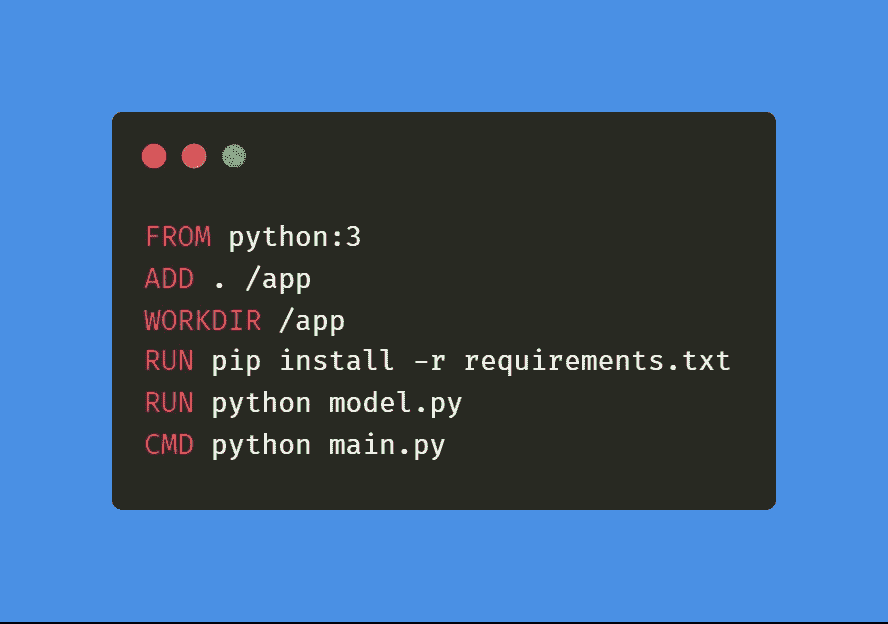 FROM python:3
ADD . /app
WORKDIR /app
RUN pip install -r requirements.txt
RUN python model.py
CMD python main.py